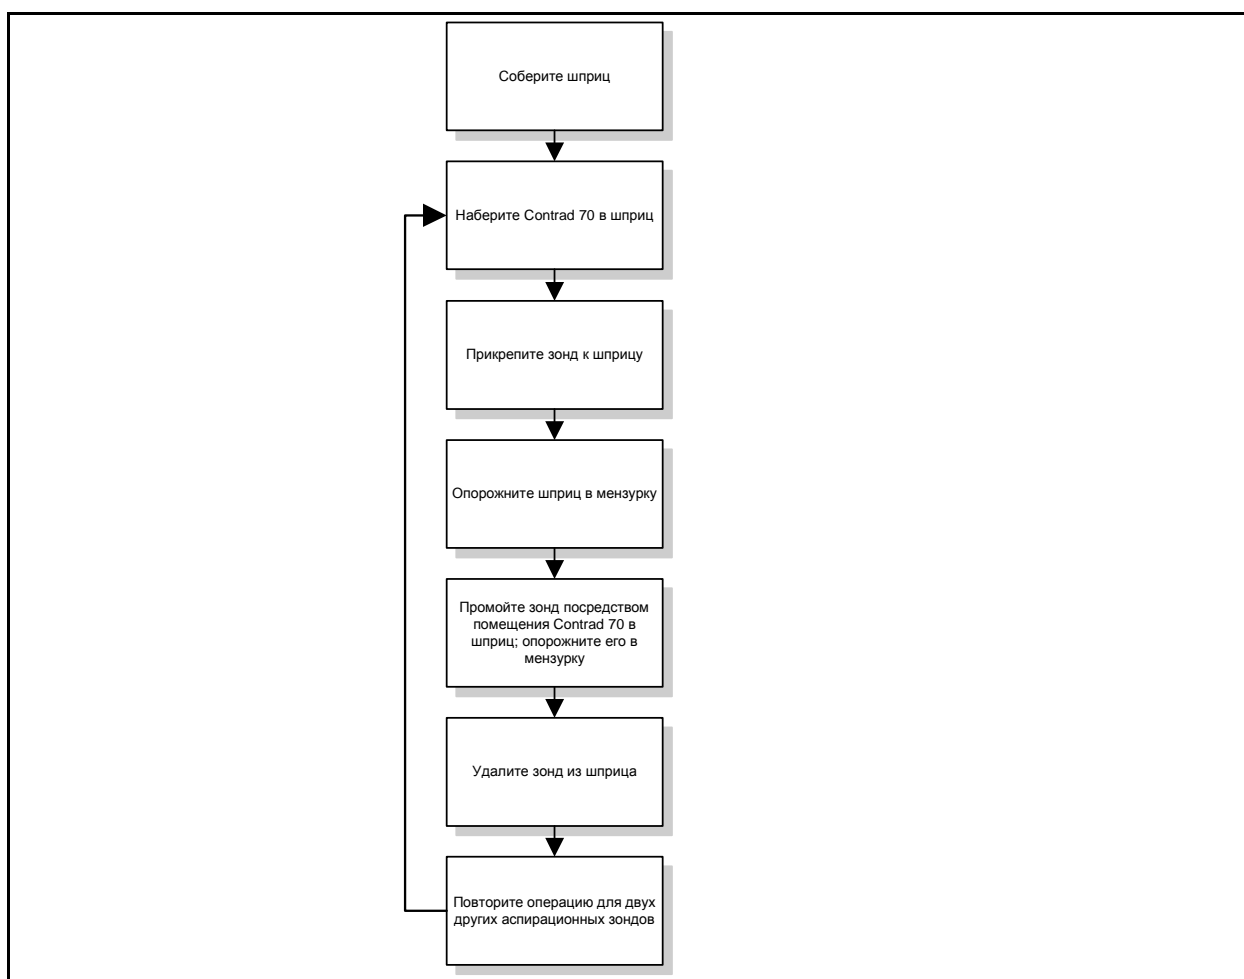 Соберите шприц
Наберите Contrad 70 в шприц
Прикрепите зонд к шприцу
Опорожните шприц в мензурку
Промойте зонд посредством
помещения Contrad 70 в
шприц; опорожните его в
мензурку
Удалите зонд из шприца
Повторите операцию для двух
других аспирационных зондов